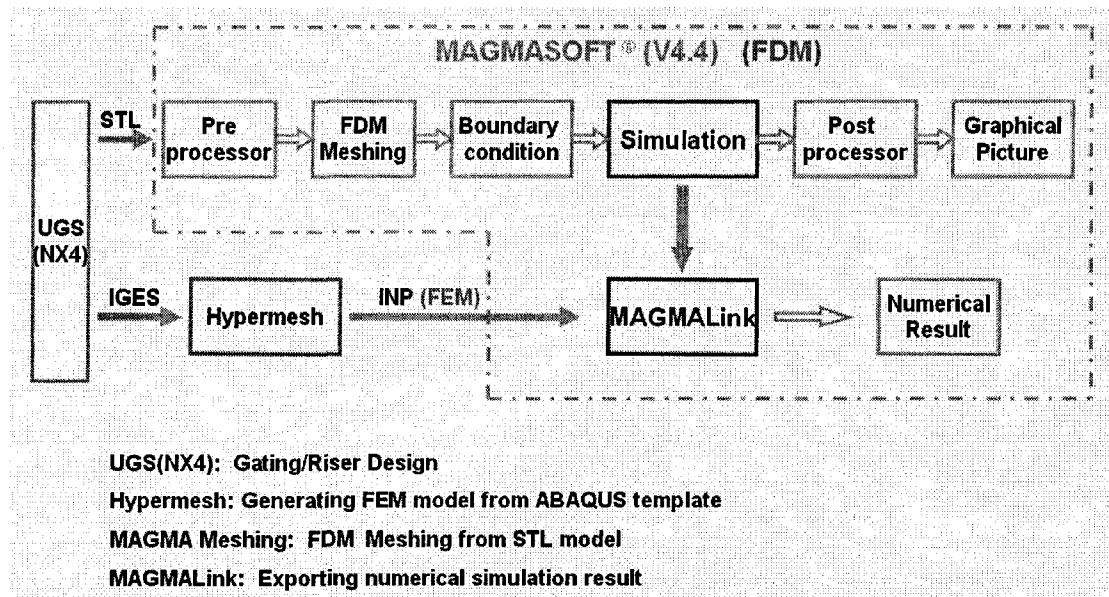 MAGMASOFT ® (V4.4) (FDM)
STL
Pre
processor
FDM
Meshing
Boundary
condition
Simulation
Post
processor
Graphical
Picture
UGS
(NX4)
IGES
Hypermesh
INP (FEM)
MAGMALink
Numerical
Result
UGS(NX4): Gating/Riser Design
Hypermesh: Generating FEM model from ABAQUS template
MAGMA Meshing: FDM Meshing from STL model
MAGMALink: Exporting numerical simulation result